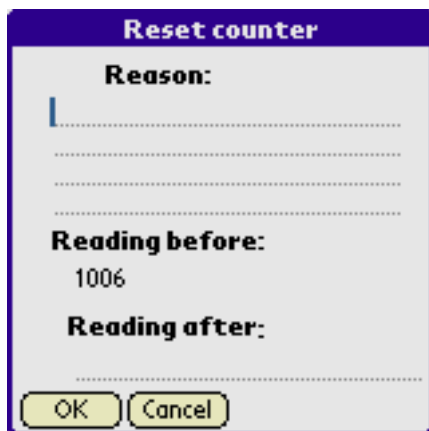 Reset counter
Reason:
Reading before:
1006
Reading after:
OK Cancel